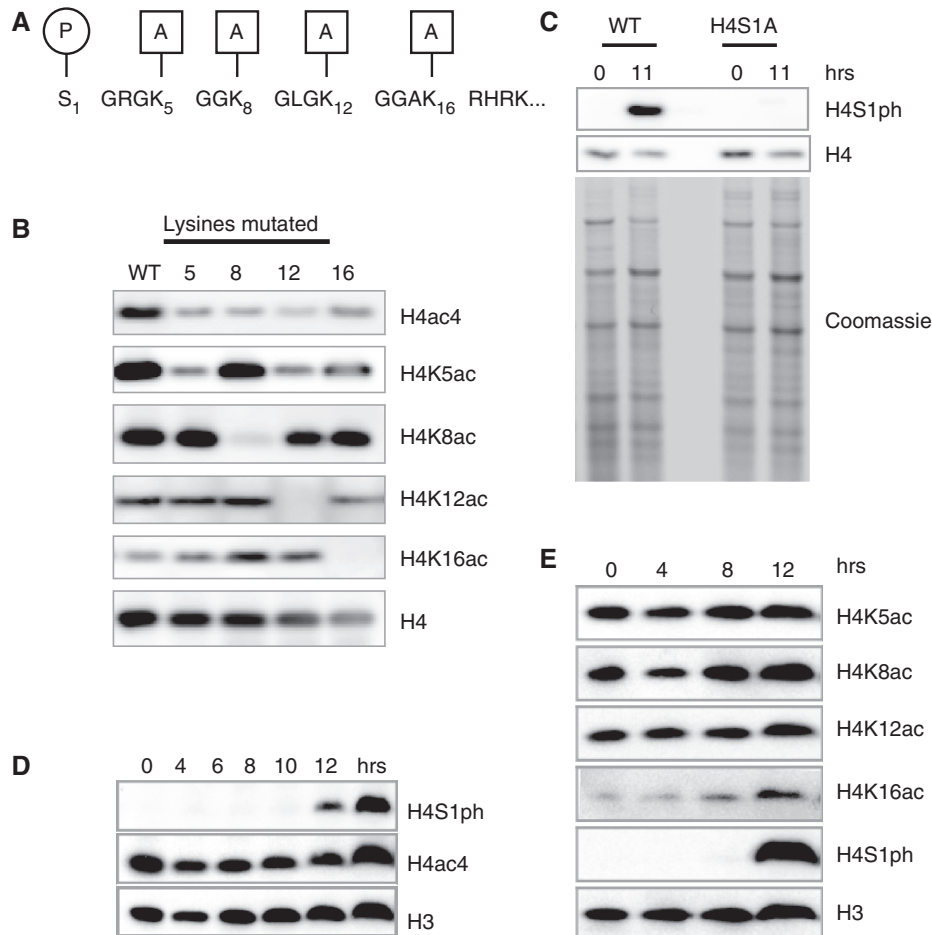 A
P A A A A
S1 GRGK5 GGK8 GLGK12 GGAK16 RHRK...
B
Lysines mutated
WT 5 8 12 16
H4ac4
H4K5ac
H4K8ac
H4K12ac
H4K16ac
H4
C
WT H4S1A
0 11 0 11 hrs
H4S1ph
H4
Coomassie
D
0 4 6 8 10 12 hrs
H4S1ph
H4ac4
H3
E
0 4 8 12 hrs
H4K5ac
H4K8ac
H4K12ac
H4K16ac
H4S1ph
H3